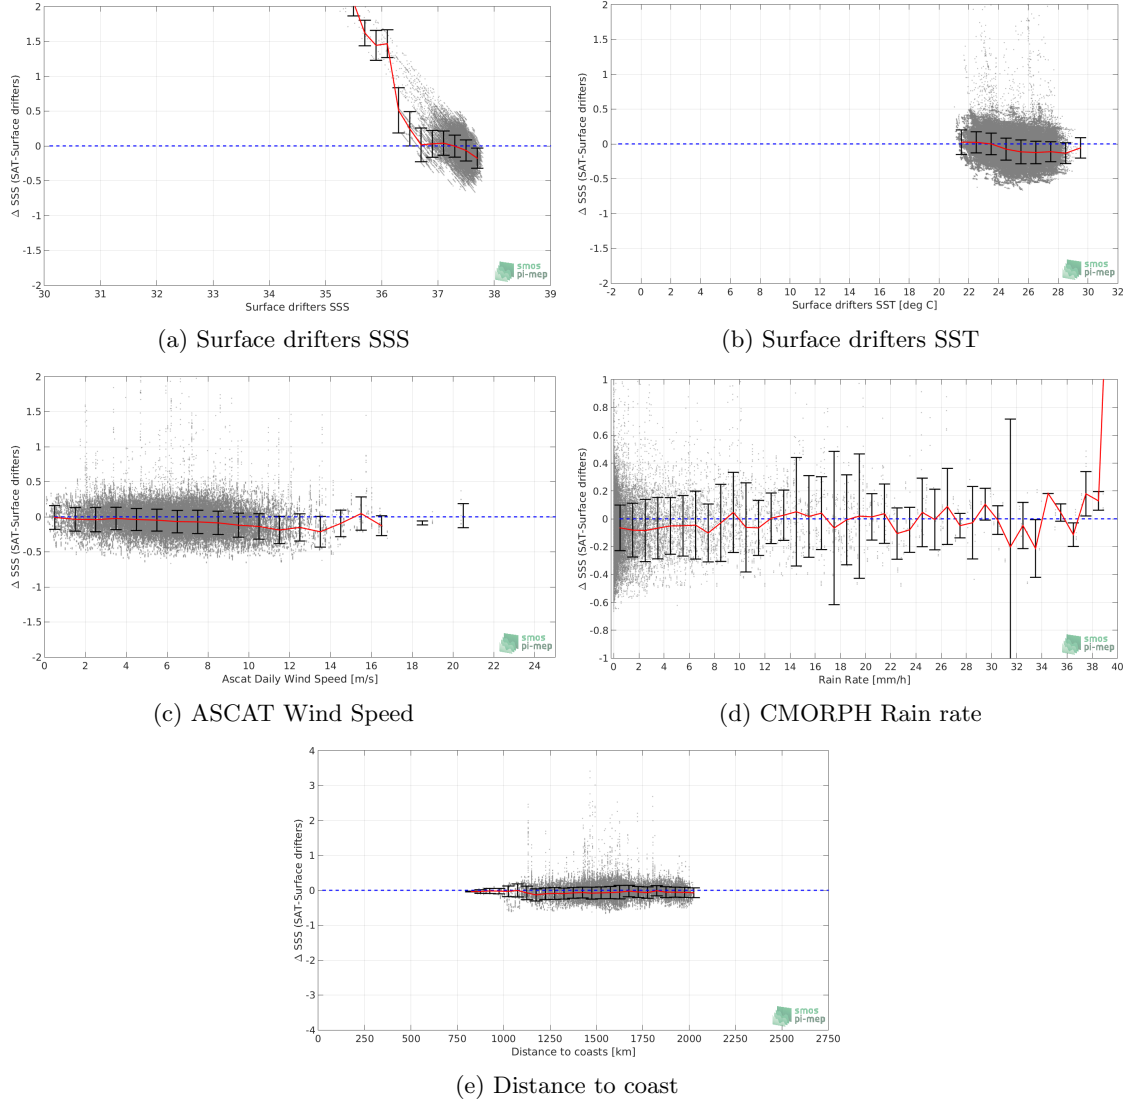 2
1.5
1
0.5
0
-0.5
-1
-1.5
-2
Δ SSS (SAT-Surface drifters)
30 31 32 33 34 35 36 37 38 39
Surface drifters SSS
smos
pi-mep
(a) Surface drifters SSS
2
1.5
1
0.5
0
-0.5
-1
-1.5
-2
Δ SSS (SAT-Surface drifters)
-2 0 2 4 6 8 10 12 14 16 18 20 22 24 26 28 30 32
Surface drifters SST [deg C]
smos
pi-mep
(b) Surface drifters SST
2
1.5
1
0.5
0
-0.5
-1
-1.5
-2
Δ SSS (SAT-Surface drifters)
0 2 4 6 8 10 12 14 16 18 20 22 24
Ascat Daily Wind Speed [m/s]
smos
pi-mep
(c) ASCAT Wind Speed
1
0.8
0.6
0.4
0.2
0
-0.2
-0.4
-0.6
-0.8
-1
Δ SSS (SAT-Surface drifters)
0 2 4 6 8 10 12 14 16 18 20 22 24 26 28 30 32 34 36 38 40
Rain Rate [mm/h]
smos
pi-mep
(d) CMORPH Rain rate
4
3
2
1
0
-1
-2
-3
-4
Δ SSS (SAT-Surface drifters)
0 250 500 750 1000 1250 1500 1750 2000 2250 2500 2750
Distance to coasts [km]
smos
pi-mep
(e) Distance to coast